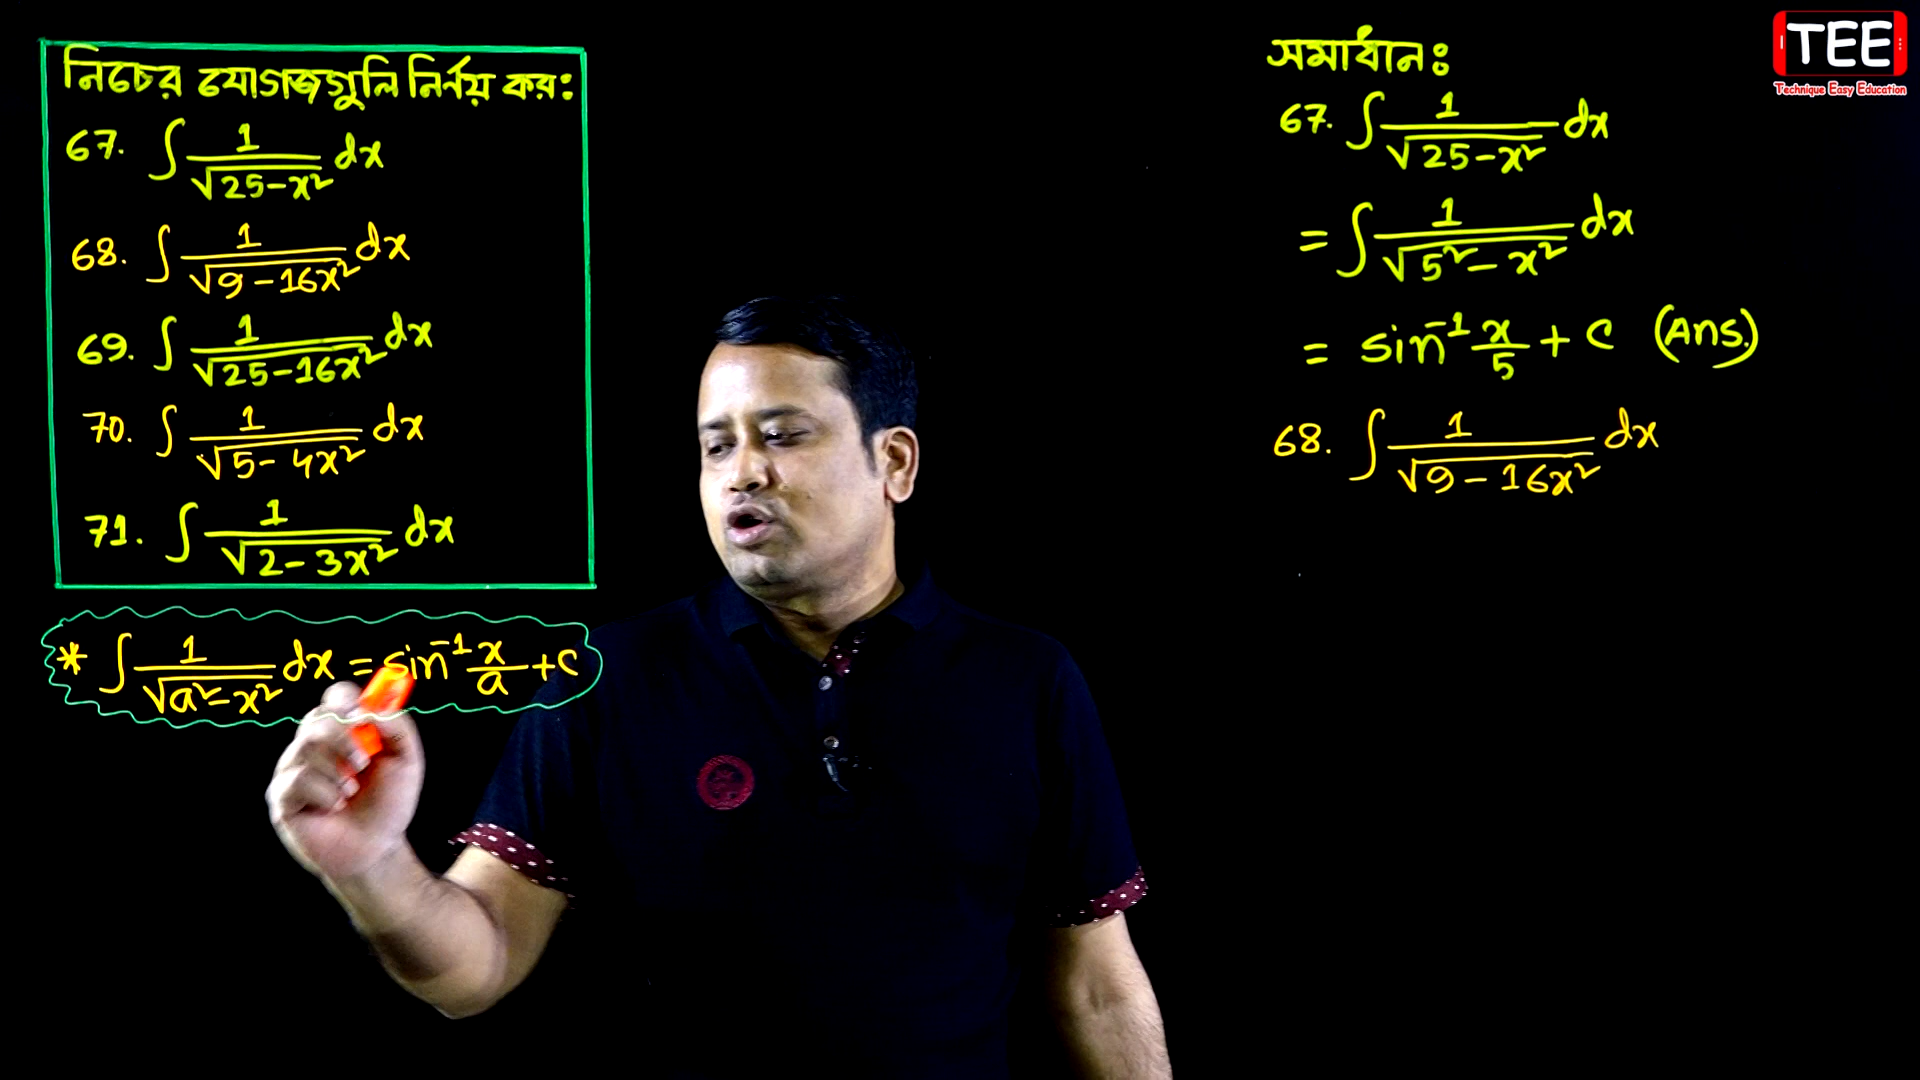 নিচের যোগজগুলি নির্নয় কর:
67. ∫ 1/√(25-x²) dx
68. ∫ 1/√(9-16x²) dx
69. ∫ 1/√(25-16x²) dx
70. ∫ 1/√(5-4x²) dx
71. ∫ 1/√(2-3x²) dx
* ∫ 1/√(a²-x²) dx = sin⁻¹ x/a + c
সমাধান:
67. ∫ 1/√(25-x²) dx
= ∫ 1/√(5²-x²) dx
= sin⁻¹ x/5 + c (Ans.)
68. ∫ 1/√(9-16x²) dx
TEE
Technique Easy Education